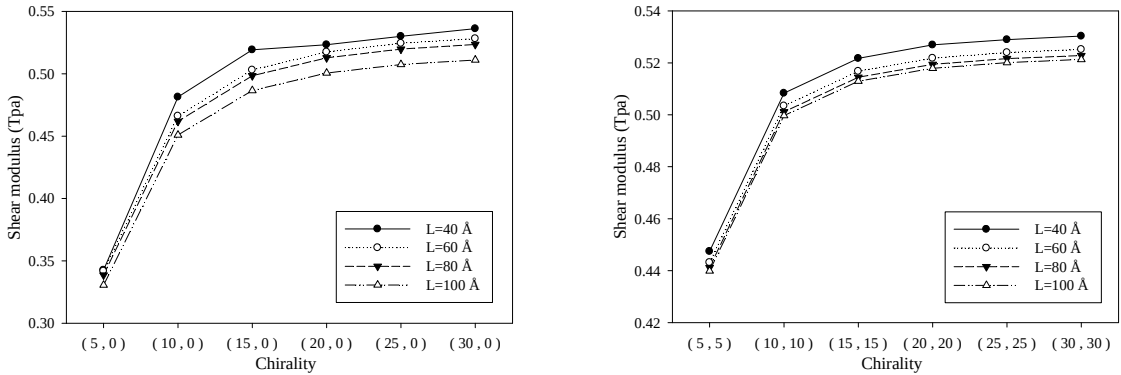 Shear modulus (Tpa)
0.55
0.50
0.45
0.40
0.35
0.30
L=40 Å
L=60 Å
L=80 Å
L=100 Å
( 5 , 0 ) ( 10 , 0 ) ( 15 , 0 ) ( 20 , 0 ) ( 25 , 0 ) ( 30 , 0 )
Chirality
Shear modulus (Tpa)
0.54
0.52
0.50
0.48
0.46
0.44
0.42
L=40 Å
L=60 Å
L=80 Å
L=100 Å
( 5 , 5 ) ( 10 , 10 ) ( 15 , 15 ) ( 20 , 20 ) ( 25 , 25 ) ( 30 , 30 )
Chirality